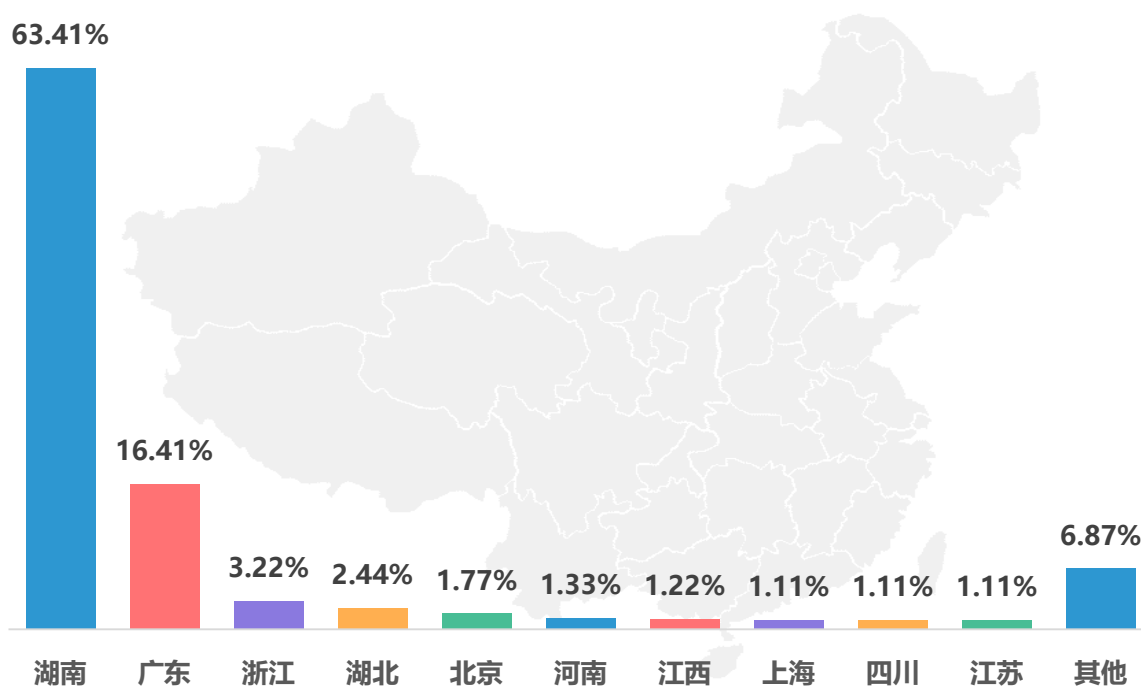 63.41%
16.41%
3.22%
2.44%
1.77%
1.33%
1.22%
1.11%
1.11%
1.11%
6.87%
湖南
广东
浙江
湖北
北京
河南
江西
上海
四川
江苏
其他